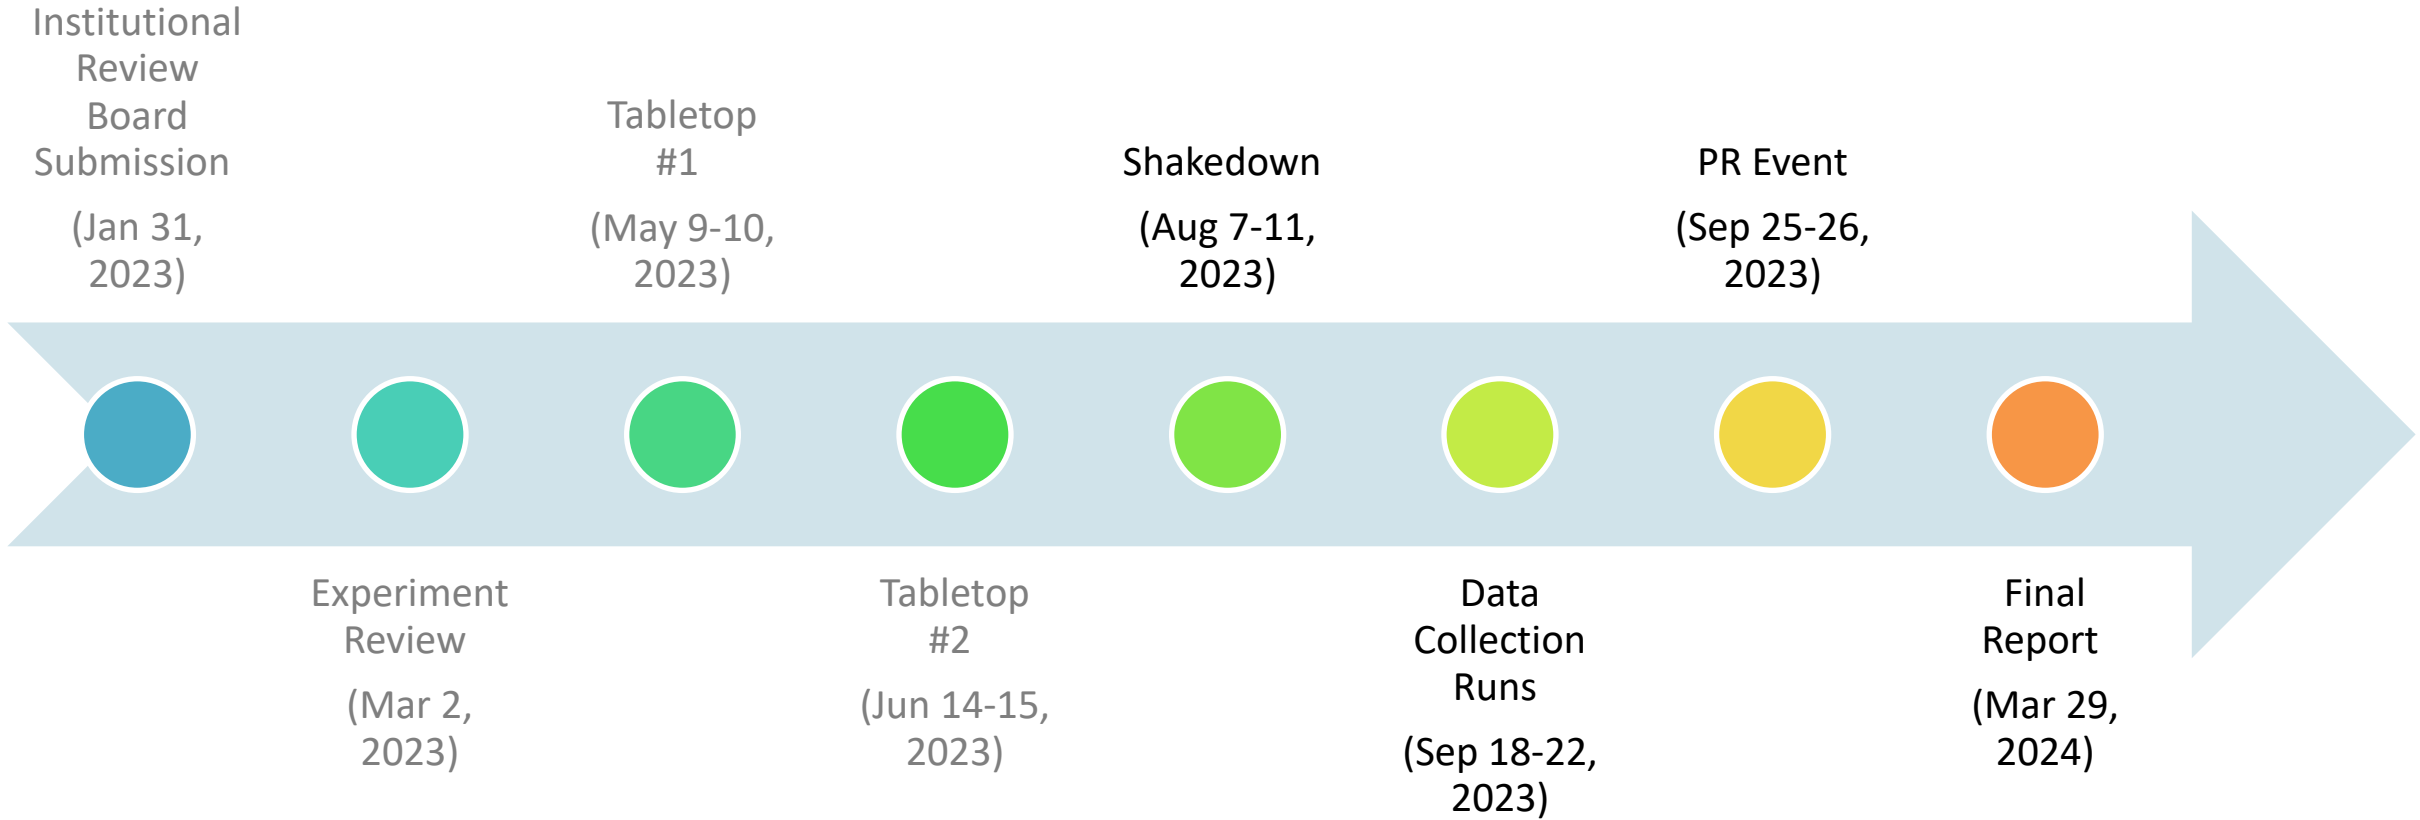 Institutional
Review
Board
Submission
(Jan 31,
2023)
Experiment
Review
(Mar 2,
2023)
Tabletop
#1
(May 9-10,
2023)
Tabletop
#2
(Jun 14-15,
2023)
Shakedown
(Aug 7-11,
2023)
Data
Collection
Runs
(Sep 18-22,
2023)
PR Event
(Sep 25-26,
2023)
Final
Report
(Mar 29,
2024)